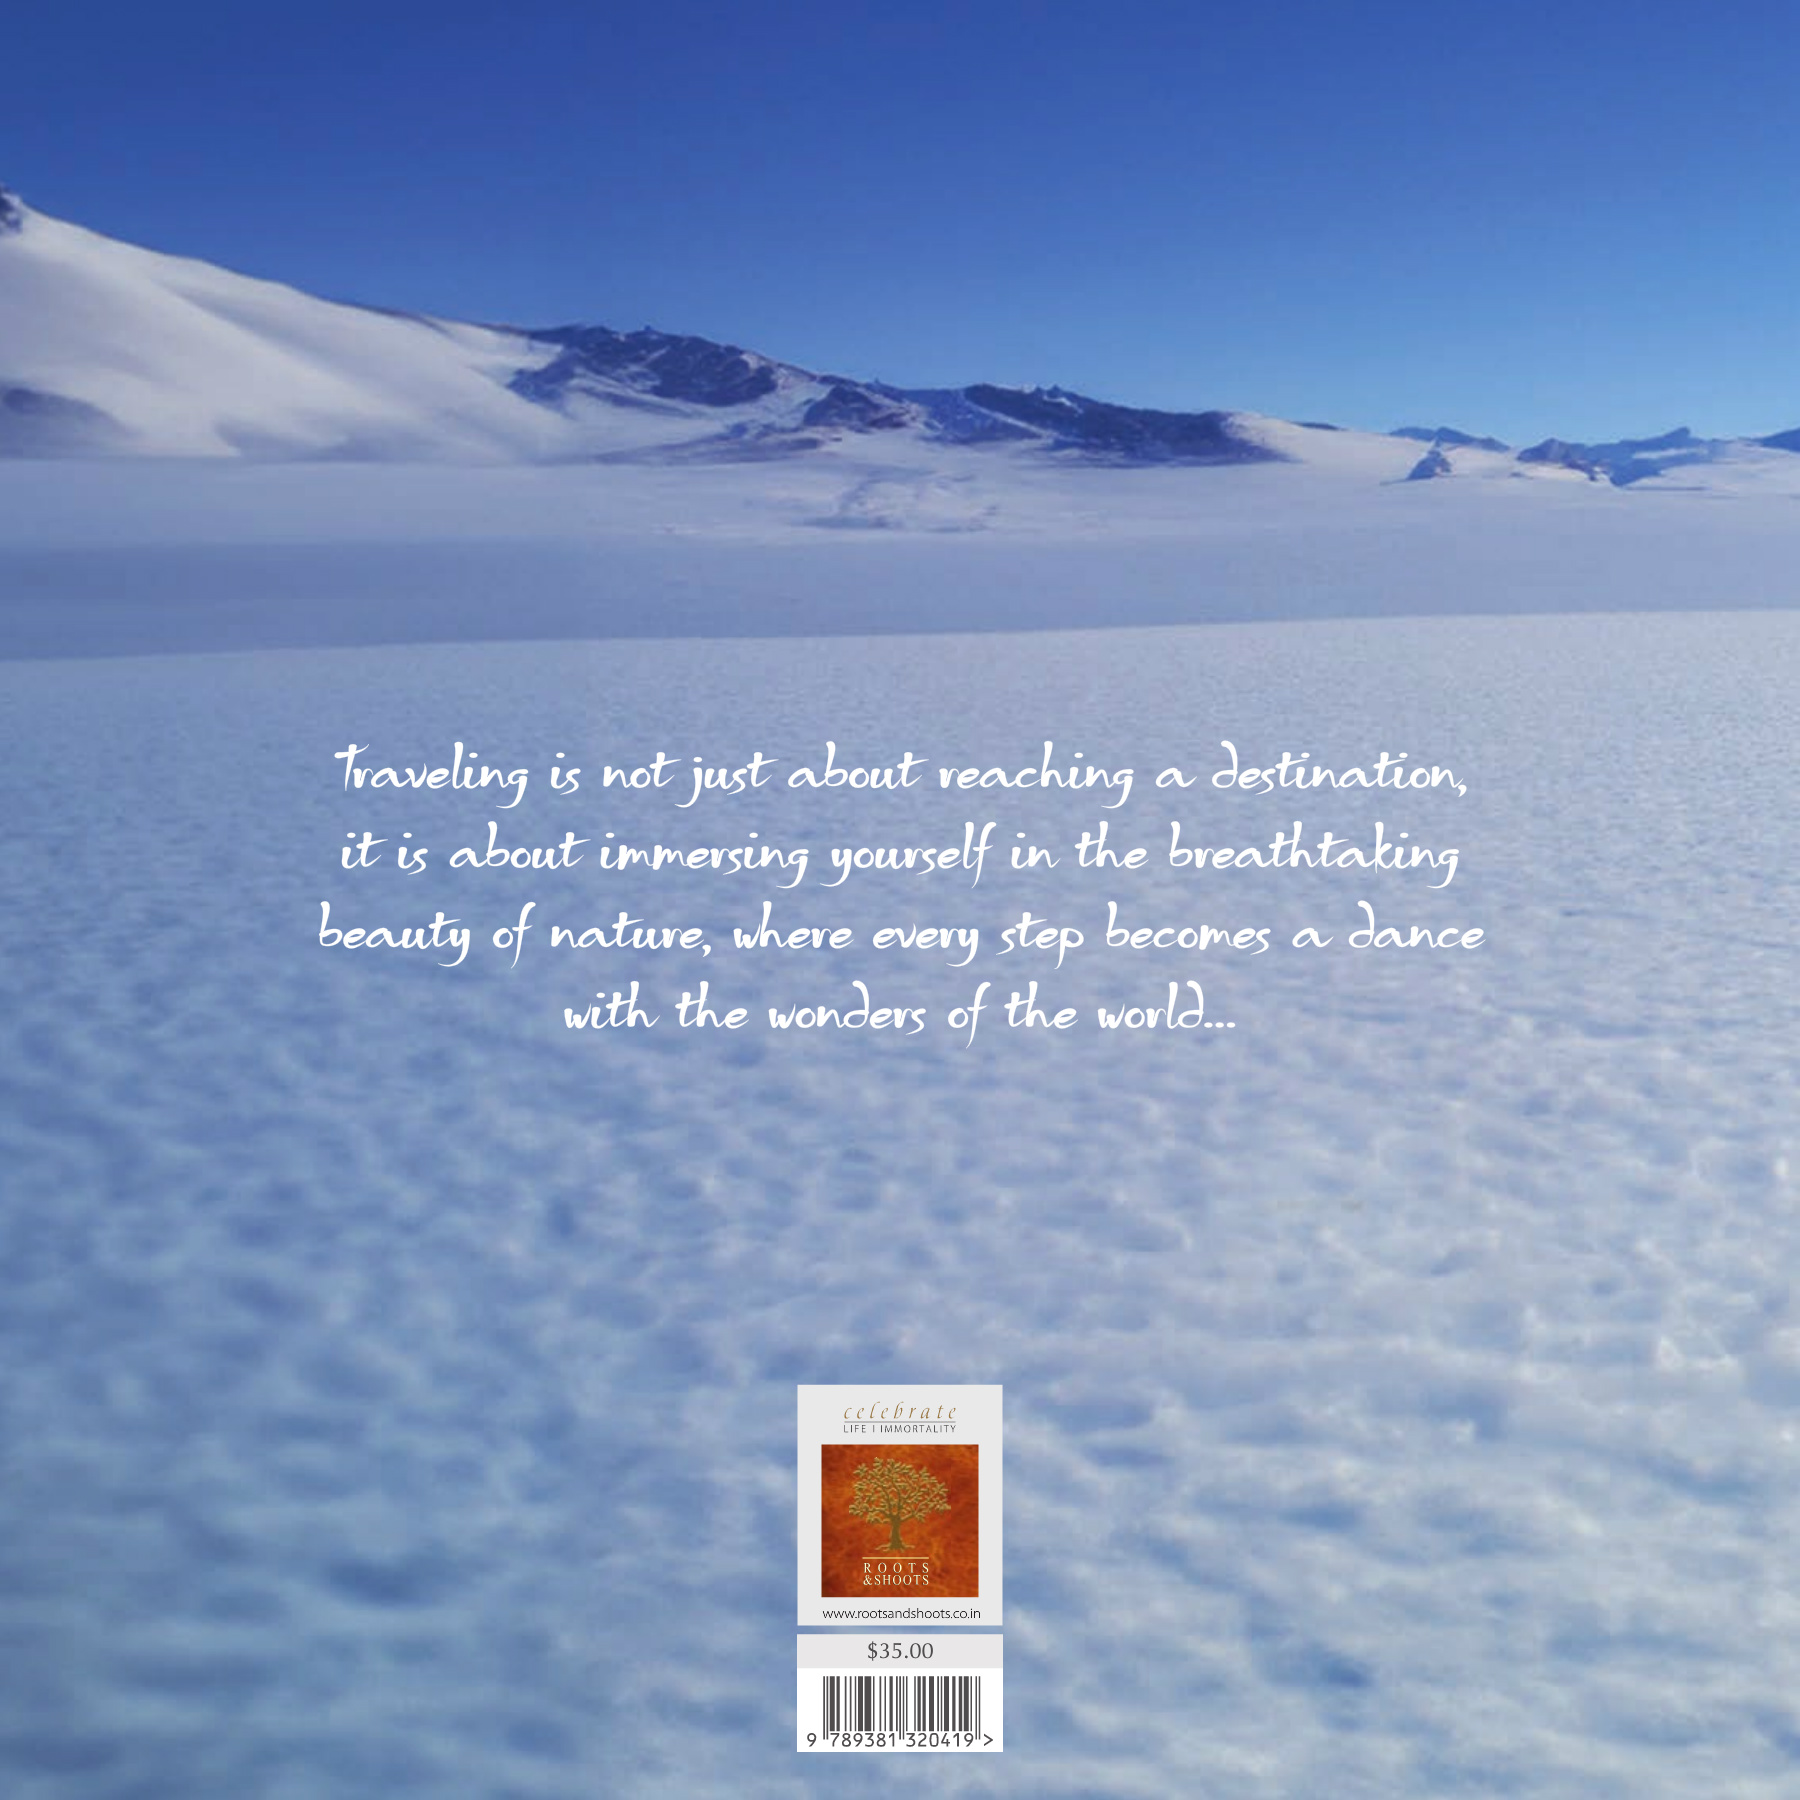 Traveling is not just about reaching a destination,
it is about immersing yourself in the breathtaking
beauty of nature, where every step becomes a dance
with the wonders of the world...
celebrate
LIFE I IMMORTALITY
ROOTS
&SHOOTS
www.rootsandshoots.co.in
$35.00
9 789381 320419 >